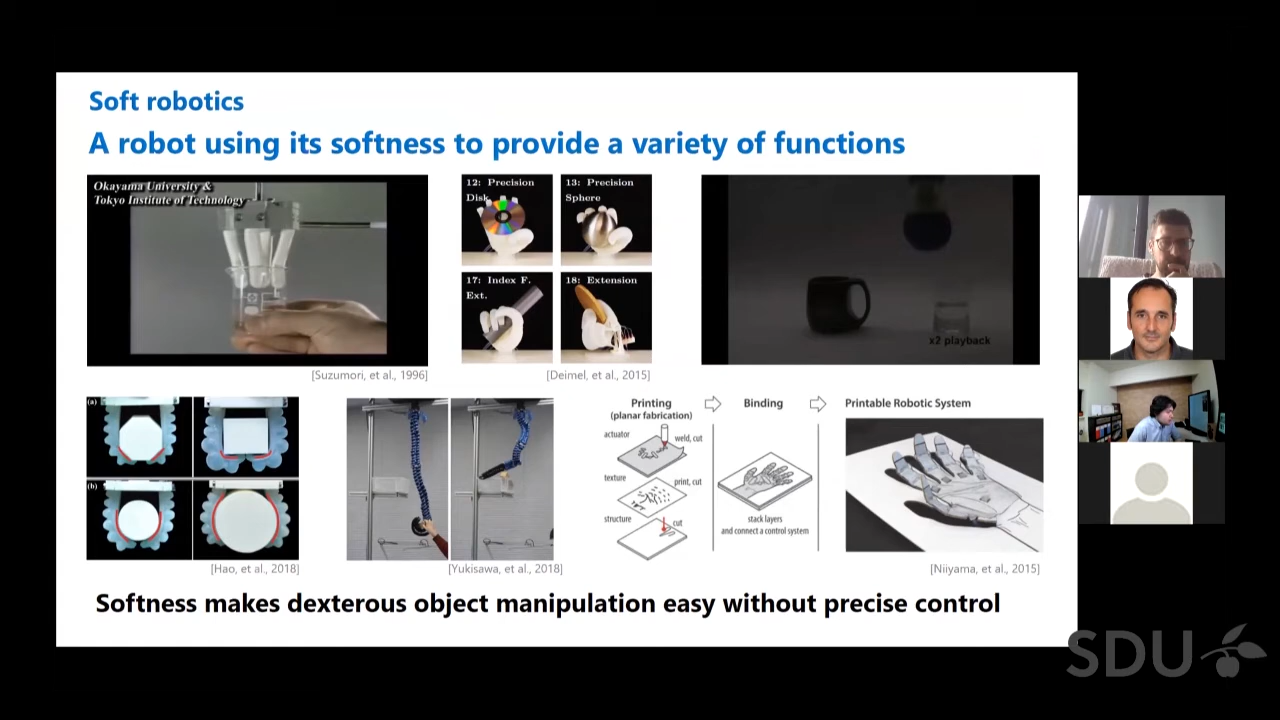 Soft robotics
A robot using its softness to provide a variety of functions
Okayama University &
Tokyo Institute of Technology
12: Precision
Disk
13: Precision
Sphere
17: Index F.
Ext.
18: Extension
x2 playback
[Suzumori, et al., 1996]
[Deimel, et al., 2015]
(a)
(b)
[Hao, et al., 2018]
[Yukisawa, et al., 2018]
Printing
(planar fabrication)
Binding
Printable Robotic System
actuator
weld, cut
texture
print, cut
structure
cut
stack layers
and connect a control system
[Niiyama, et al., 2015]
Softness makes dexterous object manipulation easy without precise control
SDU